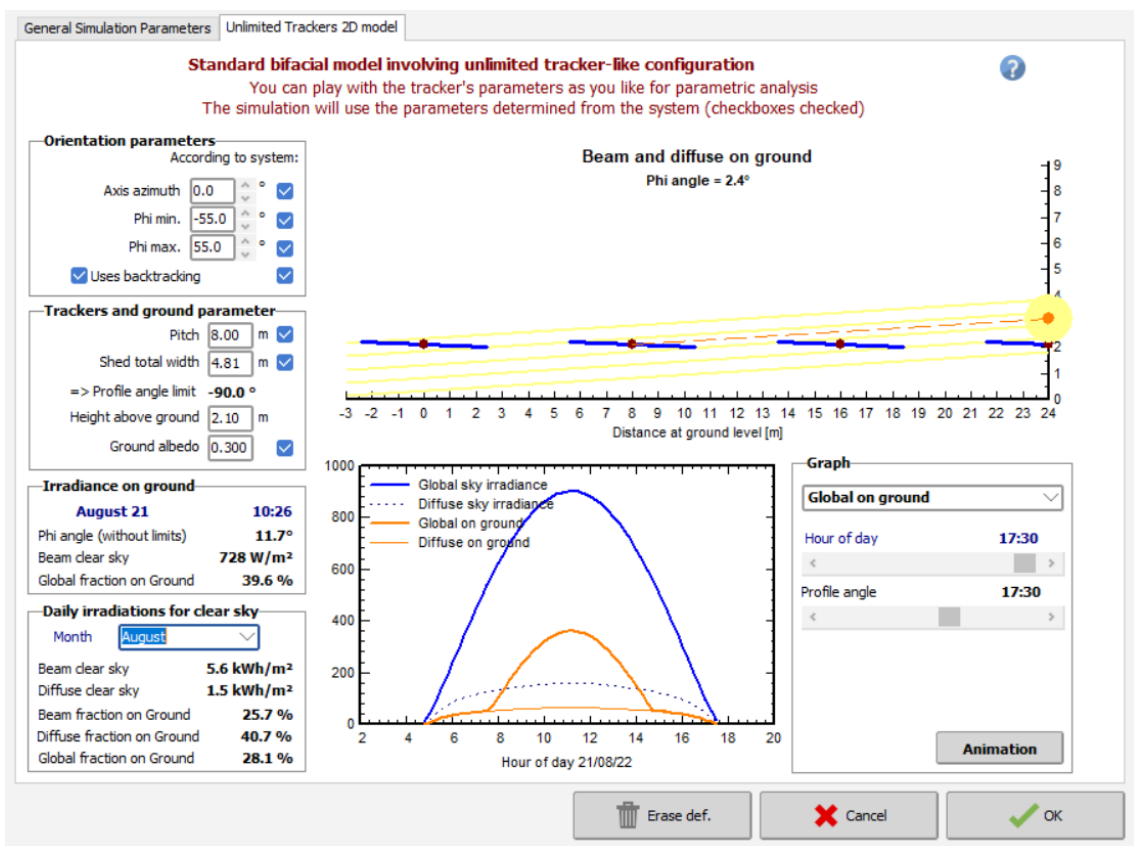 General Simulation Parameters
Unlimited Trackers 2D model
Standard bifacial model involving unlimited tracker-like configuration
You can play with the tracker's parameters as you like for parametric analysis
The simulation will use the parameters determined from the system (checkboxes checked)
?
Orientation parameters
According to system:
Axis azimuth 0.0 °
Phi min. -55.0 °
Phi max. 55.0 °
Uses backtracking
Trackers and ground parameter
Pitch 8.00 m
Shed total width 4.81 m
=> Profile angle limit -90.0 °
Height above ground 2.10 m
Ground albedo 0.300
Irradiance on ground
August 21 10:26
Phi angle (without limits) 11.7°
Beam clear sky 728 W/m²
Global fraction on Ground 39.6 %
Daily irradiations for clear sky
Month August
Beam clear sky 5.6 kWh/m²
Diffuse clear sky 1.5 kWh/m²
Beam fraction on Ground 25.7 %
Diffuse fraction on Ground 40.7 %
Global fraction on Ground 28.1 %
Beam and diffuse on ground
Phi angle = 2.4°
9
8
7
6
5
4
2
1
0
-3 -2 -1 0 1 2 3 4 5 6 7 8 9 10 11 12 13 14 15 16 17 18 19 20 21 22 23 24
Distance at ground level [m]
1000
800
600
400
200
0
Global sky irradiance
Diffuse sky irradiance
Global on ground
Diffuse on ground
2 4 6 8 10 12 14 16 18 20
Hour of day 21/08/22
Graph
Global on ground
Hour of day 17:30
Profile angle 17:30
Animation
Erase def.
Cancel
OK